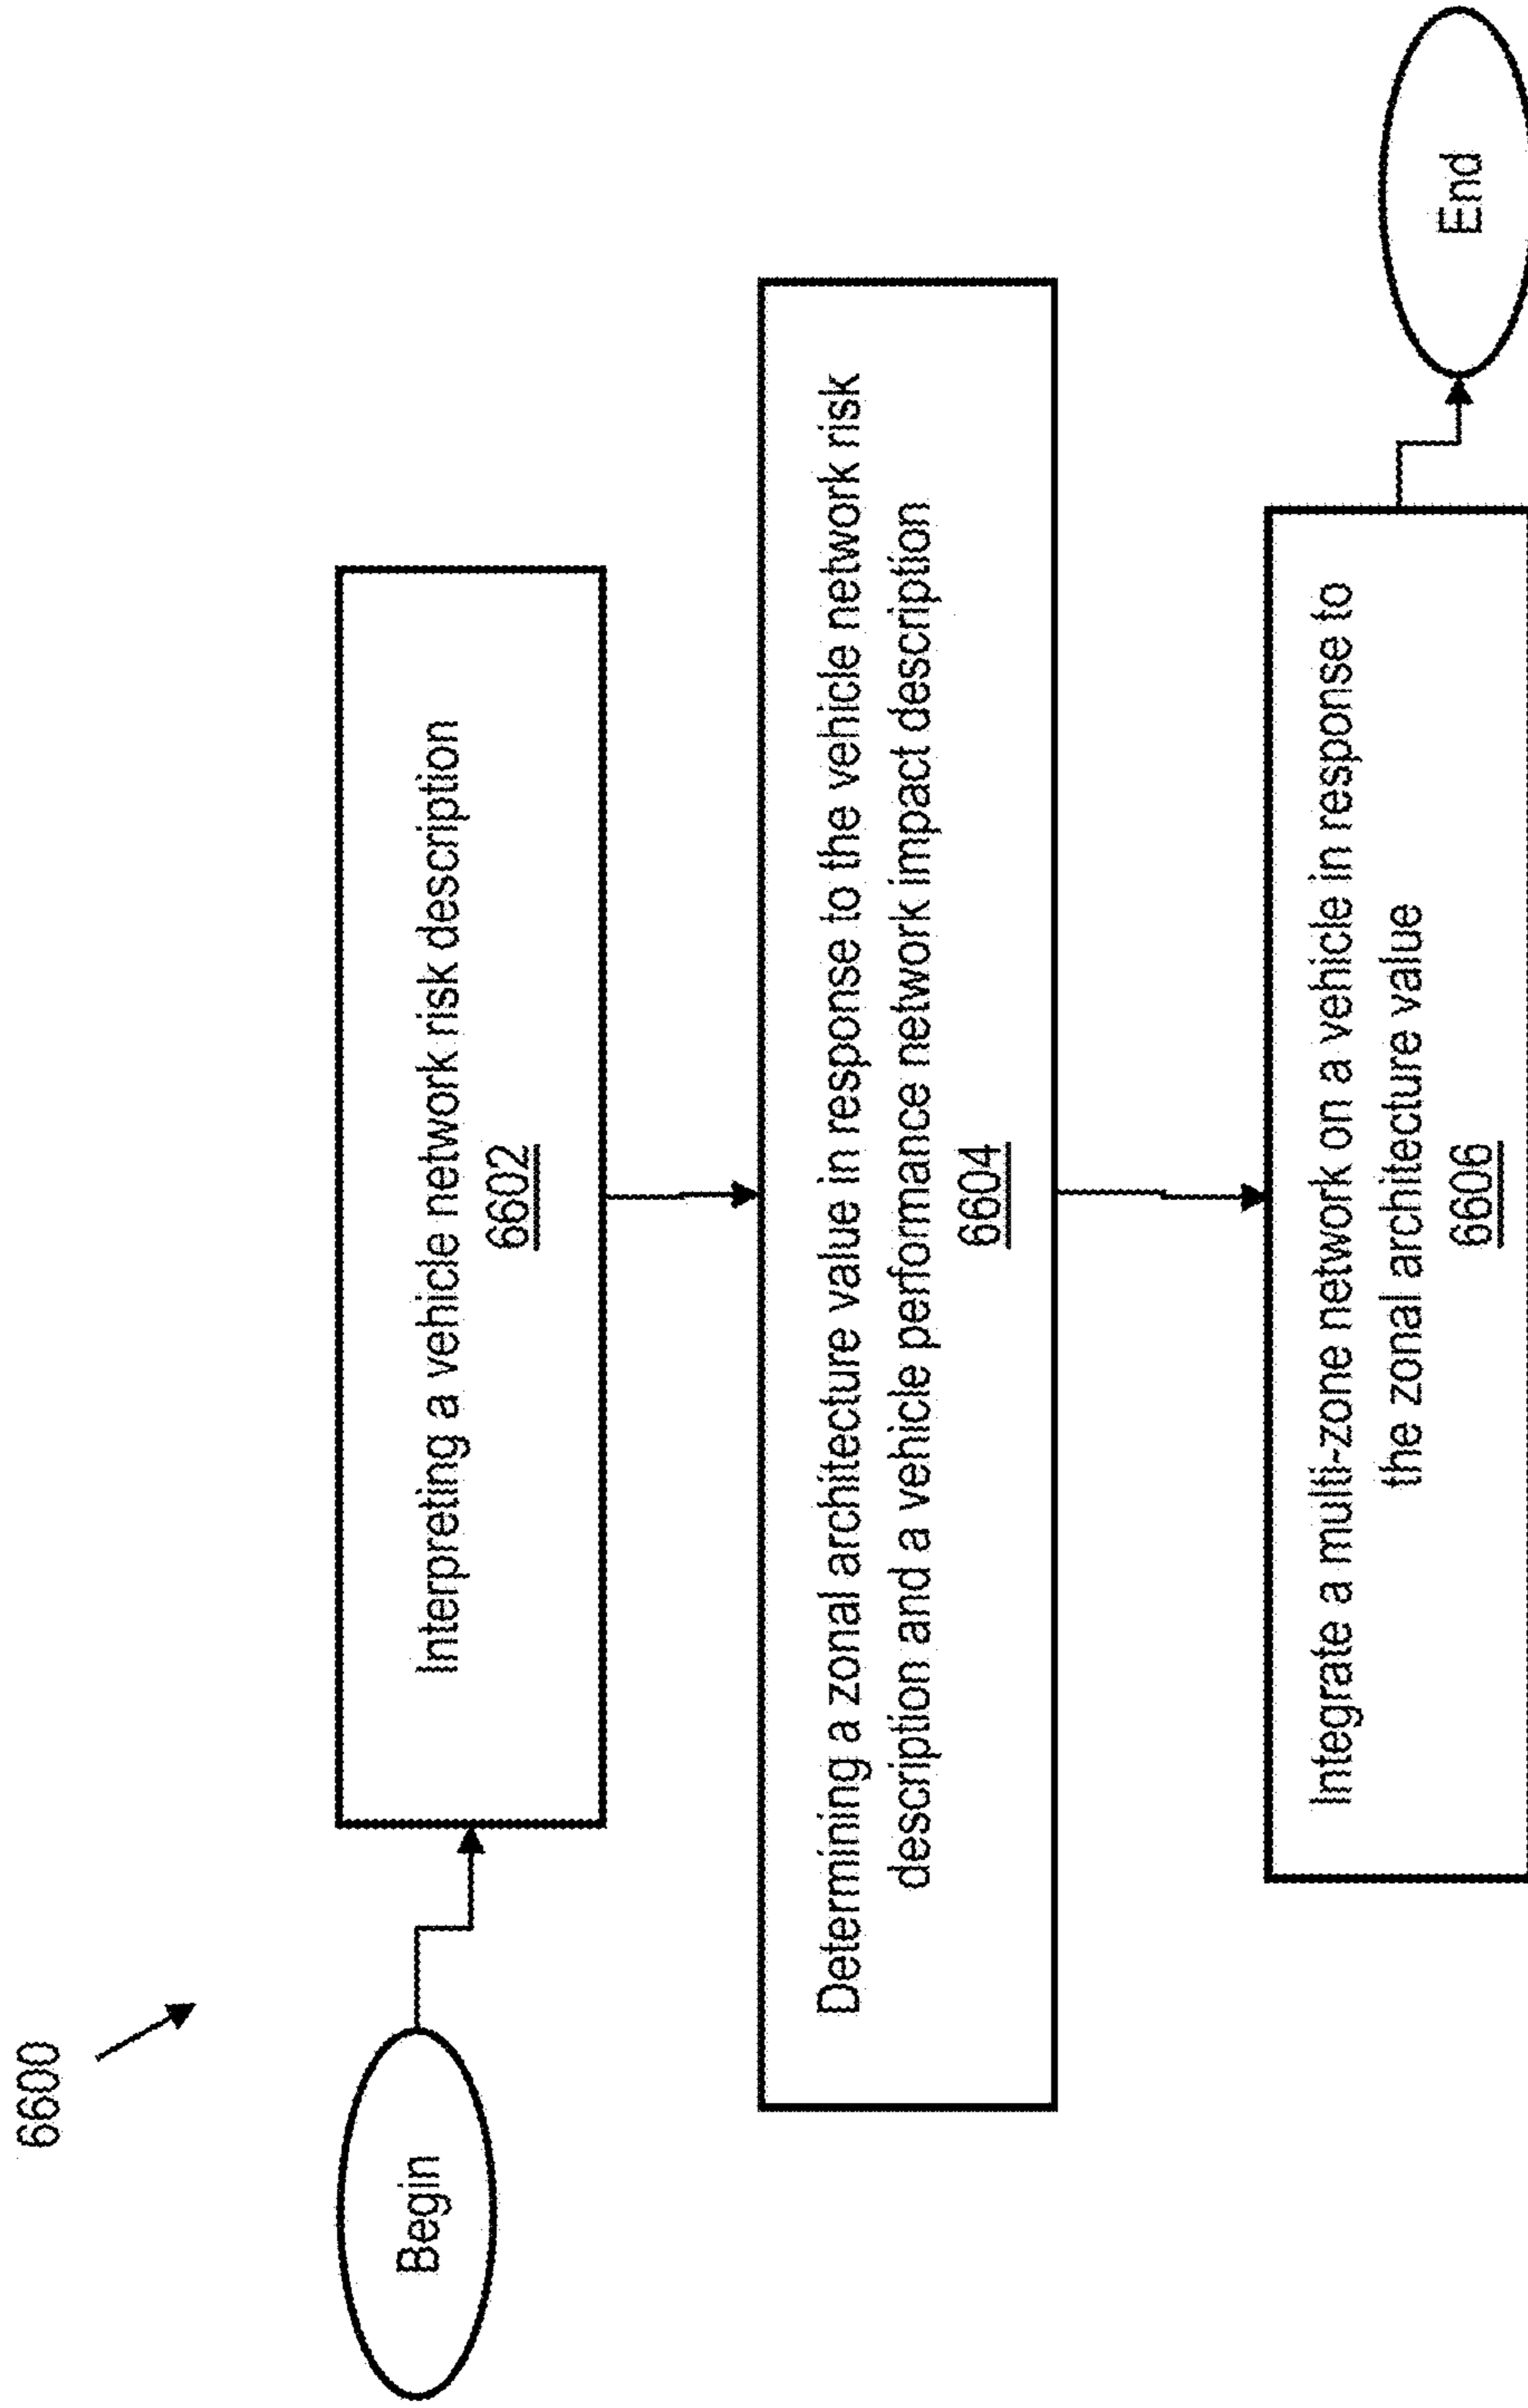 6600
Begin
Interpreting a vehicle network risk description
6602
Determining a zonal architecture value in response to the vehicle network risk
description and a vehicle performance network impact description
6604
Integrate a multi-zone network on a vehicle in response to
the zonal architecture value
6606
End